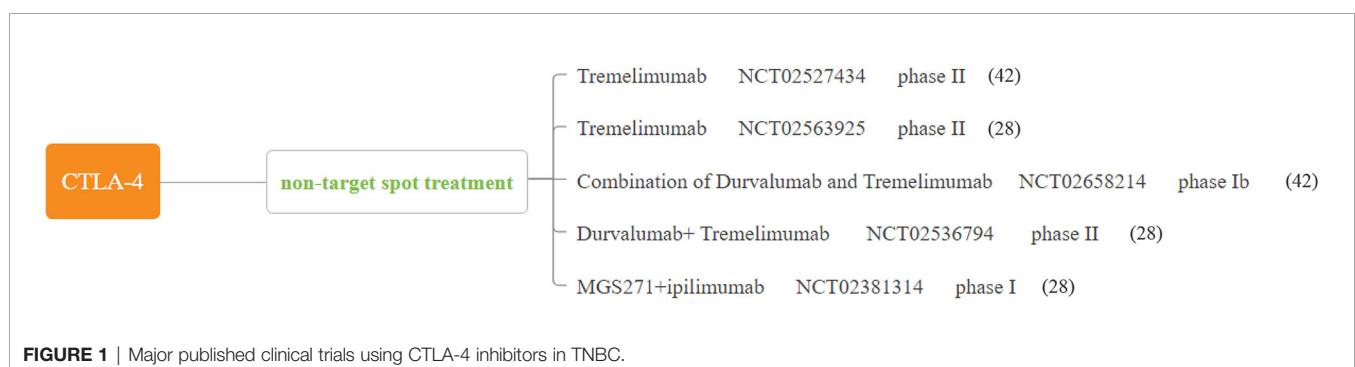 CTLA-4
non-target spot treatment
Tremelimumab NCT02527434 phase II (42)
Tremelimumab NCT02563925 phase II (28)
Combination of Durvalumab and Tremelimumab NCT02658214 phase Ib (42)
Durvalumab+ Tremelimumab NCT02536794 phase II (28)
MGS271+ipilimumab NCT02381314 phase I (28)
FIGURE 1 | Major published clinical trials using CTLA-4 inhibitors in TNBC.